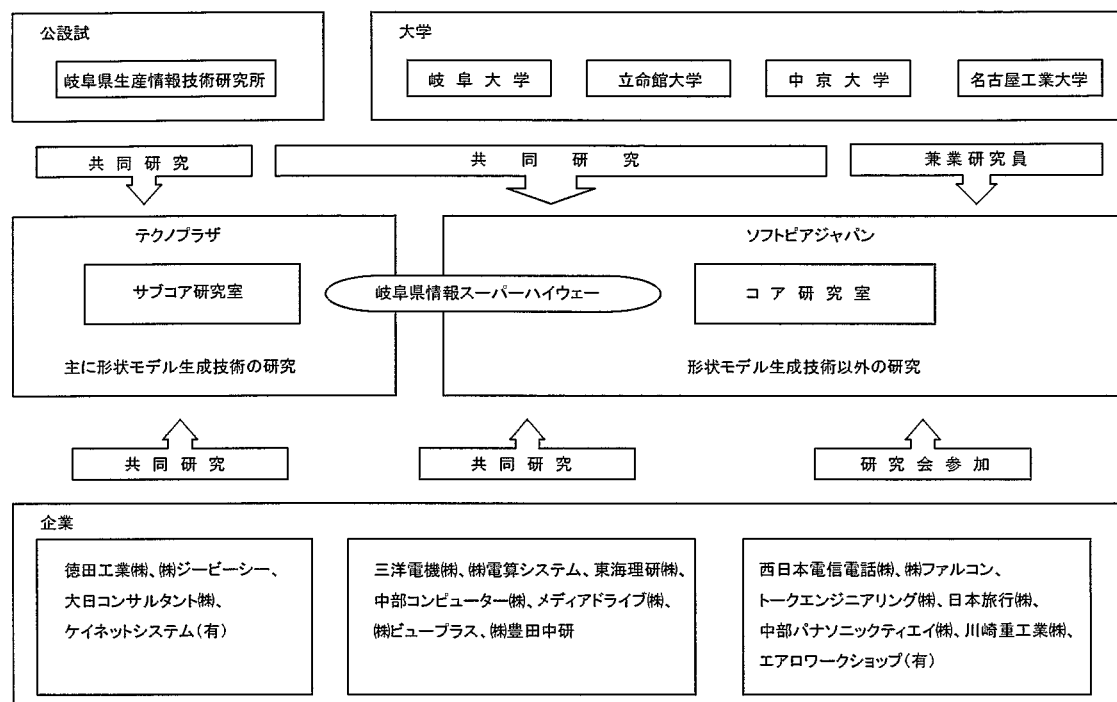 公設試
岐阜県生産情報技術研究所
大学
岐阜大学
立命館大学
中京大学
名古屋工業大学
共同研究
共同研究
兼業研究員
テクノプラザ
サブコア研究室
主に形状モデル生成技術の研究
岐阜県情報スーパーハイウェー
ソフトピアジャパン
コア研究室
形状モデル生成技術以外の研究
共同研究
共同研究
研究会参加
企業
徳田工業㈱、㈱ジーピーシー、
大日コンサルタント㈱、
ケイネットシステム(有)
三洋電機㈱、㈱電算システム、東海理研㈱、
中部コンピューター㈱、メディアドライブ㈱、
㈱ビュープラス、㈱豊田中研
西日本電信電話㈱、㈱ファルコン、
トークエンジニアリング㈱、日本旅行㈱、
中部パナソニックティエイ㈱、川崎重工業㈱、
エアロワークショップ(有)